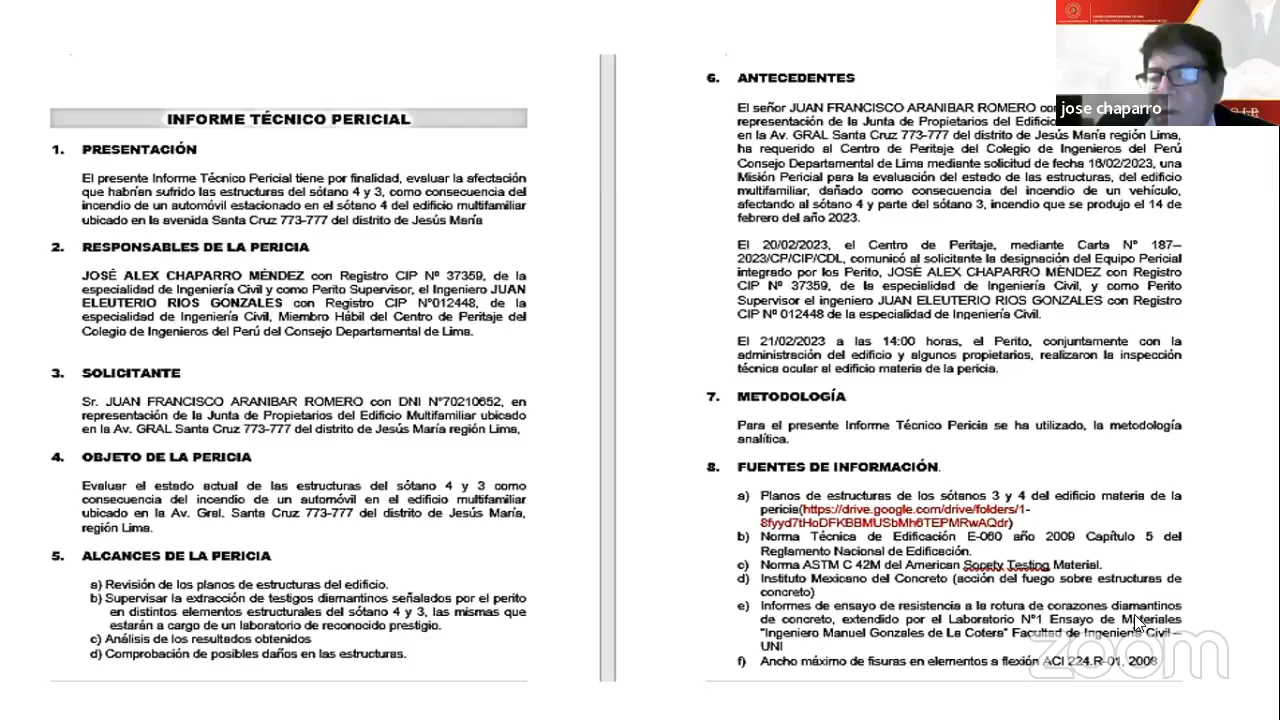 INFORME TÉCNICO PERICIAL
1. PRESENTACIÓN
El presente Informe Técnico Pericial tiene por finalidad, evaluar la afectación
que habrían sufrido las estructuras del sótano 4 y 3, como consecuencia del
incendio de un automóvil estacionado en el sótano 4 del edificio multifamiliar
ubicado en la avenida Santa Cruz 773-777 del distrito de Jesús María
2. RESPONSABLES DE LA PERICIA
JOSÉ ALEX CHAPARRO MÉNDEZ con Registro CIP Nº 37359, de la
especialidad de Ingeniería Civil y como Perito Supervisor, el Ingeniero JUAN
ELEUTERIO RIOS GONZALES con Registro CIP Nº012448, de la
especialidad de Ingeniería Civil, Miembro Hábil del Centro de Peritaje del
Colegio de Ingenieros del Perú del Consejo Departamental de Lima.
3. SOLICITANTE
Sr. JUAN FRANCISCO ARANIBAR ROMERO con DNI N°70210652, en
representación de la Junta de Propietarios del Edificio Multifamiliar ubicado
en la Av. GRAL Santa Cruz 773-777 del distrito de Jesús María región Lima,
4. OBJETO DE LA PERICIA
Evaluar el estado actual de las estructuras del sótano 4 y 3 como
consecuencia del incendio de un automóvil en el edificio multifamiliar
ubicado en la Av. Gral. Santa Cruz 773-777 del distrito de Jesús María,
región Lima.
5. ALCANCES DE LA PERICIA
a) Revisión de los planos de estructuras del edificio.
b) Supervisar la extracción de testigos diamantinos señalados por el perito
en distintos elementos estructurales del sótano 4 y 3, las mismas que
estarán a cargo de un laboratorio de reconocido prestigio.
c) Análisis de los resultados obtenidos
d) Comprobación de posibles daños en las estructuras.
6. ANTECEDENTES
El señor JUAN FRANCISCO ARANIBAR ROMERO
representación de la Junta de Propietarios del
en la Av. GRAL Santa Cruz 773-777 del distrito de Jesús María región Lima,
ha requerido al Centro de Peritaje del Colegio de Ingenieros del Perú
Consejo Departamental de Lima mediante solicitud de fecha 16/02/2023, una
Misión Pericial para la evaluación del estado de las estructuras, del edificio
multifamiliar, dañado como consecuencia del incendio de un vehículo,
afectando al sótano 4 y parte del sótano 3, incendio que se produjo el 14 de
febrero del año 2023.
El 20/02/2023, el Centro de Peritaje, mediante Carta N° 187–
2023/CP/CIP/CDL, comunicó al solicitante la designación del Equipo Pericial
integrado por los Perito, JOSÉ ALEX CHAPARRO MÉNDEZ con Registro
CIP Nº 37359, de la especialidad de Ingeniería Civil, y como Perito
Supervisor el ingeniero JUAN ELEUTERIO RIOS GONZALES con Registro
CIP Nº 012448 de la especialidad de Ingeniería Civil.
El 21/02/2023 a las 14:00 horas, el Perito, conjuntamente con la
administración del edificio y algunos propietarios, realizaron la inspección
técnica ocular al edificio materia de la pericia.
7. METODOLOGÍA
Para el presente Informe Técnico Pericia se ha utilizado, la metodología
analítica.
8. FUENTES DE INFORMACIÓN.
a) Planos de estructuras de los sótanos 3 y 4 del edificio materia de la
pericia(https://drive.google.com/drive/folders/1-
8fyyd7tHoDFKBBMUSbMh6TEPMRwAQdr)
b) Norma Técnica de Edificación E-060 año 2009 Capítulo 5 del
Reglamento Nacional de Edificación.
c) Norma ASTM C 42M del American Sopety Testing Material.
d) Instituto Mexicano del Concreto (acción del fuego sobre estructuras de
concreto)
e) Informes de ensayo de resistencia a la rotura de corazones diamantinos
de concreto, extendido por el Laboratorio N°1 Ensayo de Materiales
"Ingeniero Manuel Gonzales de La Cotera" Facultad de Ingeniería Civil –
UNI
f) Ancho máximo de fisuras en elementos a flexión ACI 224.R-01. 2008
jose chaparro
zoom